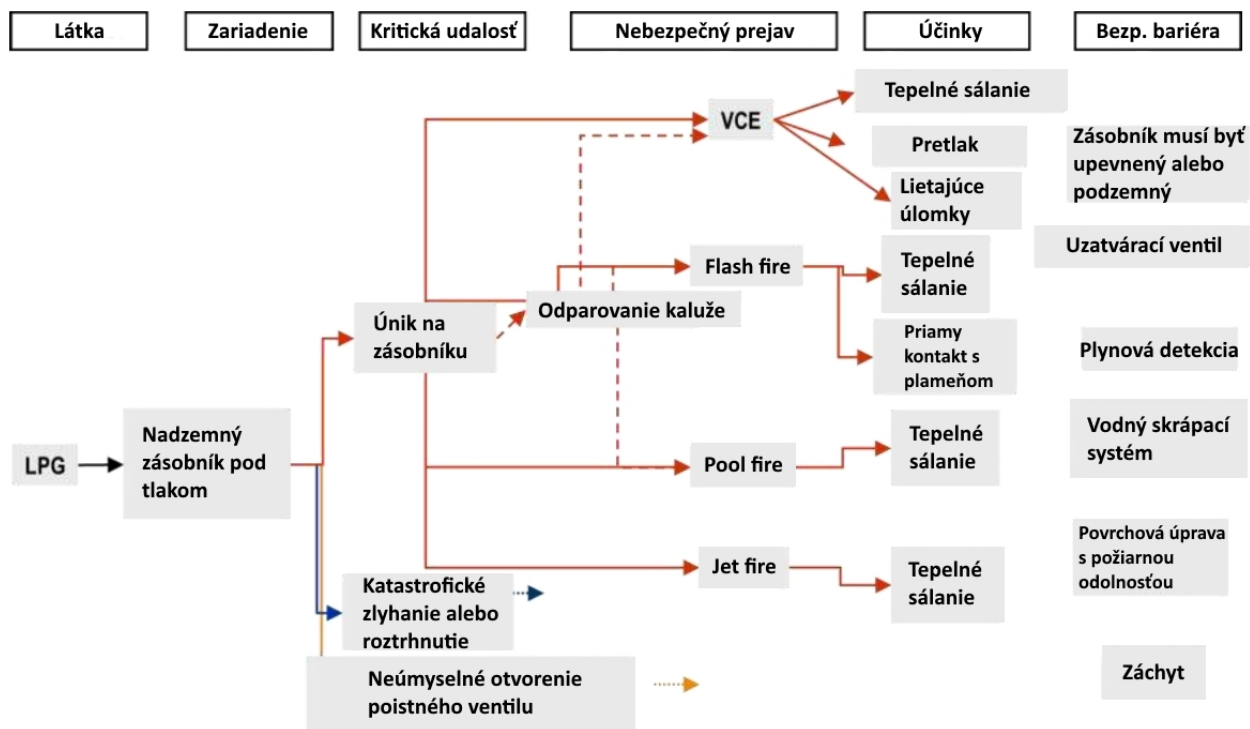 Látka
Zariadenie
Kritická udalosť
Nebezpečný prejav
Účinky
Bezp. bariéra
LPG
Nadzemný
zásobník pod
tlakom
Únik na
zásobníku
Katastrofické
zlyhanie alebo
roztrhnutie
Neúmyselné otvorenie
poistného ventilu
Odparovanie kaluže
VCE
Flash fire
Pool fire
Jet fire
Tepelné sálanie
Pretlak
Lietajúce
úlomky
Tepelné
sálanie
Priamy
kontakt s
plameňom
Tepelné
sálanie
Tepelné
sálanie
Zásobník musí byť
upevnený alebo
podzemný
Uzatvárací ventil
Plynová detekcia
Vodný skrápací
systém
Povrchová úprava
s požiarnou
odolnosťou
Záchyt